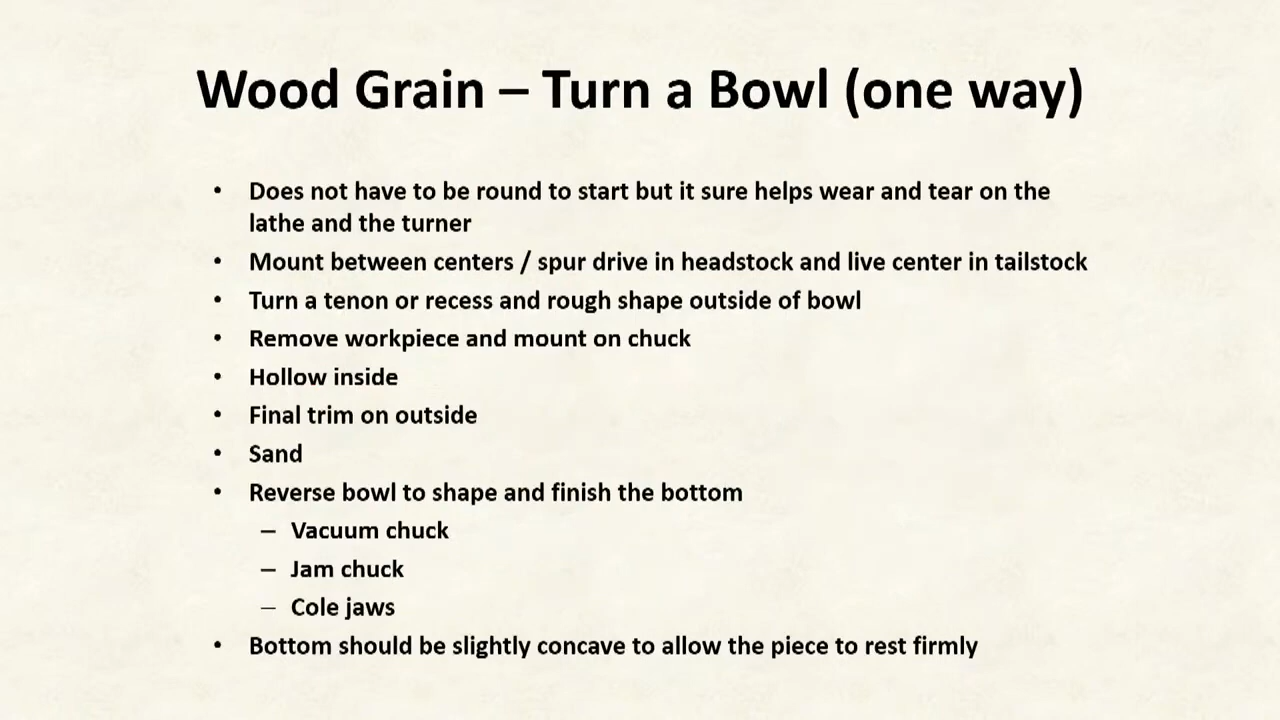 Wood Grain – Turn a Bowl (one way)
• Does not have to be round to start but it sure helps wear and tear on the
lathe and the turner
• Mount between centers / spur drive in headstock and live center in tailstock
• Turn a tenon or recess and rough shape outside of bowl
• Remove workpiece and mount on chuck
• Hollow inside
• Final trim on outside
• Sand
• Reverse bowl to shape and finish the bottom
– Vacuum chuck
– Jam chuck
– Cole jaws
• Bottom should be slightly concave to allow the piece to rest firmly